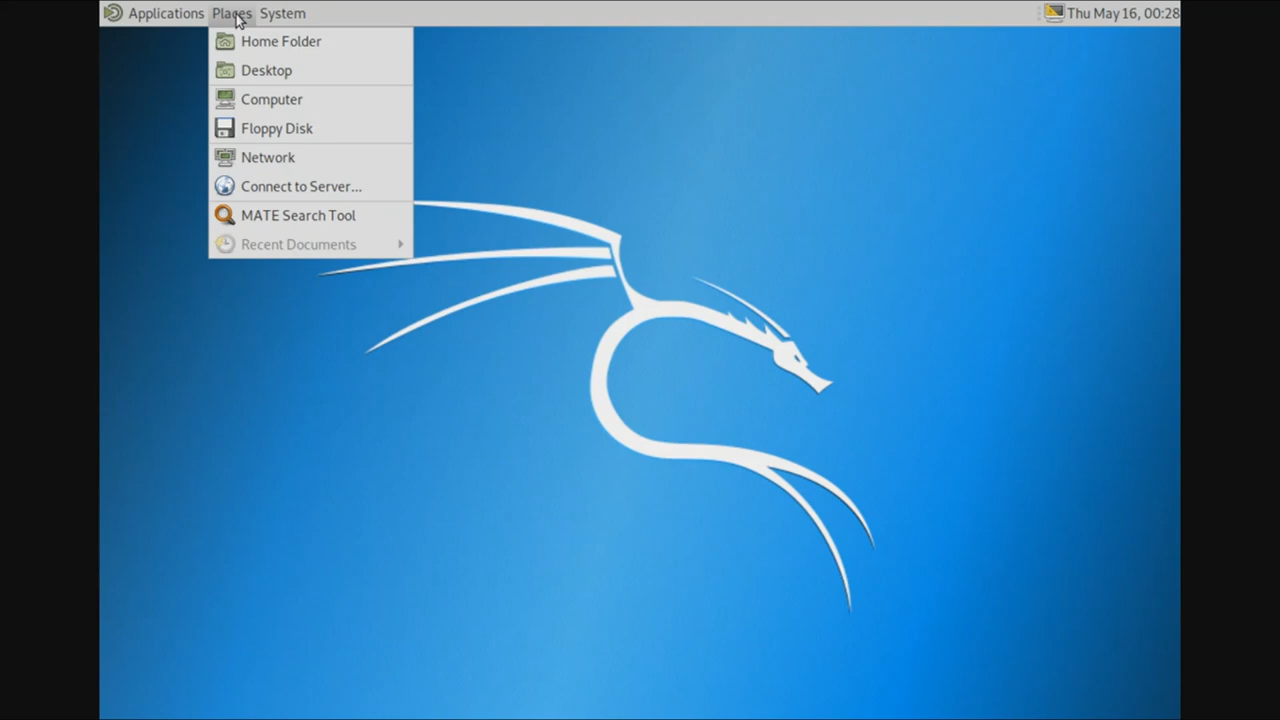 Applications Places System Thu May 16, 00:28
Home Folder
Desktop
Computer
Floppy Disk
Network
Connect to Server...
MATE Search Tool
Recent Documents